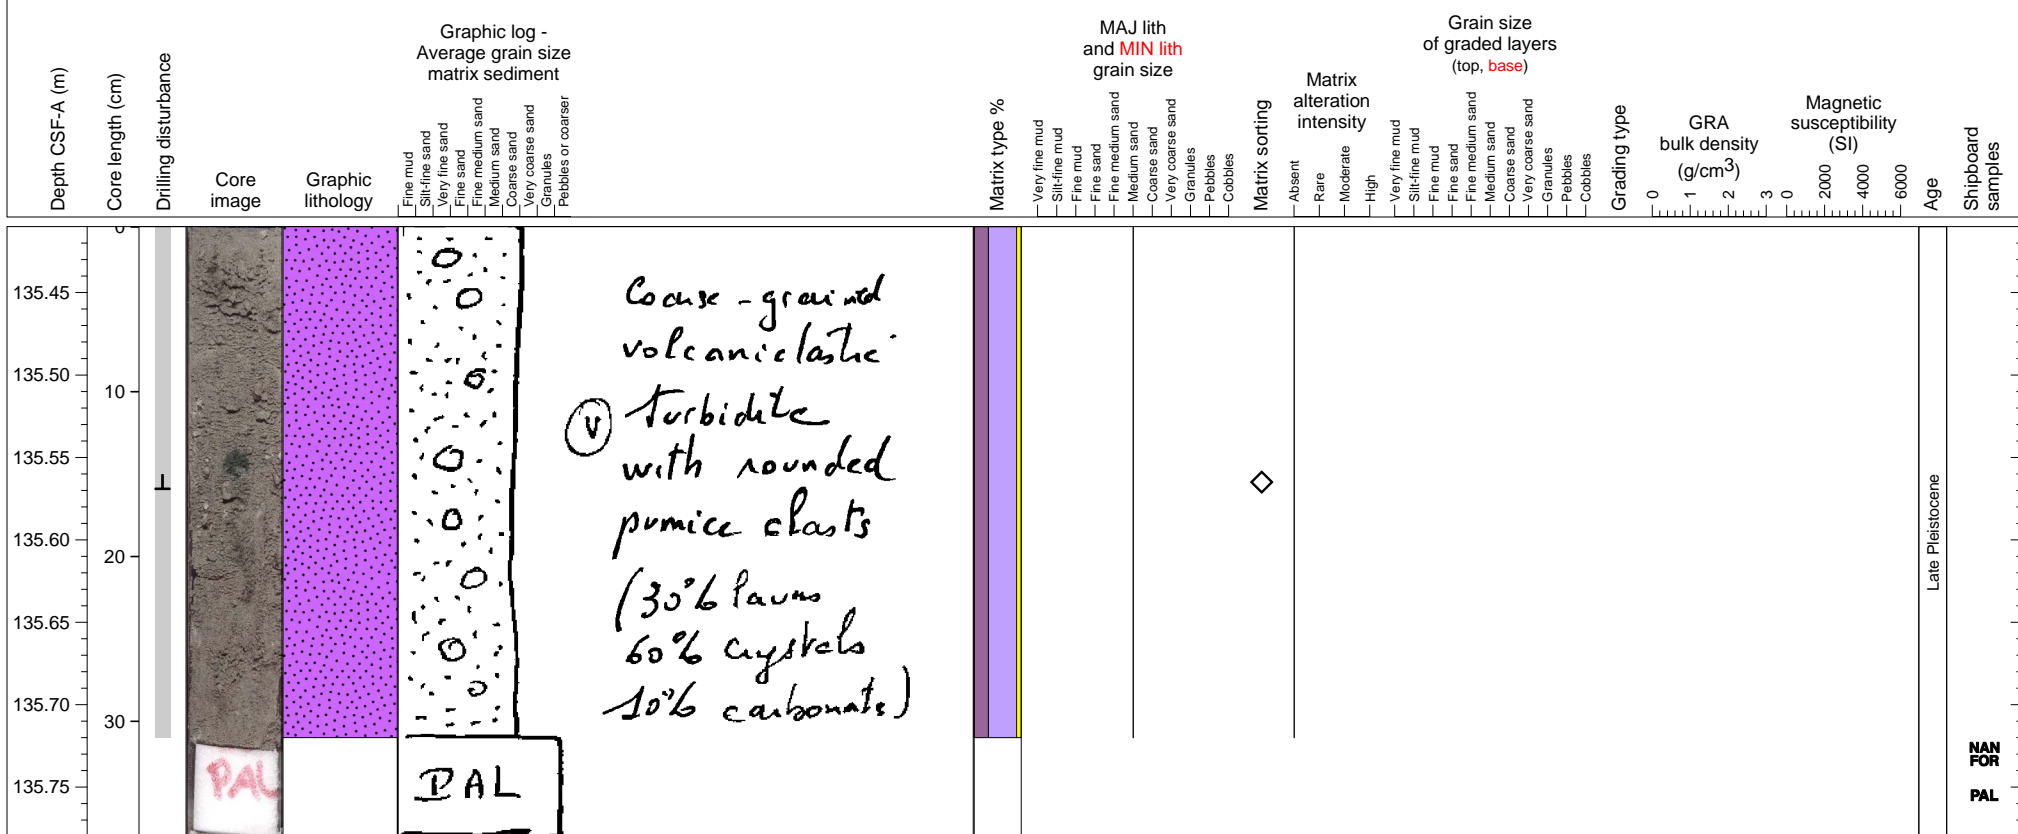 Depth CSF-A (m)
Core length (cm)
Drilling disturbance
Core
image
Graphic
lithology
Graphic log -
Average grain size
matrix sediment
Fine mud
Silt-fine sand
Very fine sand
Fine sand
Fine medium sand
Medium sand
Coarse sand
Very coarse sand
Granules
Pebbles or coarser
Matrix type %
MAJ lith
and MIN lith
grain size
Very fine mud
Silt-fine mud
Fine mud
Fine sand
Fine medium sand
Medium sand
Coarse sand
Very coarse sand
Granules
Pebbles
Cobbles
Matrix sorting
Matrix
alteration
intensity
Absent
Rare
Moderate
High
Grain size
of graded layers
(top, base)
Very fine mud
Silt-fine mud
Fine mud
Fine sand
Fine medium sand
Medium sand
Coarse sand
Very coarse sand
Granules
Pebbles
Cobbles
Grading type
GRA
bulk density
(g/cm3)
0 1 2 3
Magnetic
susceptibility
(SI)
0 2000 4000 6000
Age
Shipboard
samples
135.45
135.50
135.55
135.60
135.65
135.70
135.75
0
10
20
30
PAL
Coarse-grained
volcaniclastic
turbidite
V
with rounded
pumice clasts
(30% lavas
60% crystals
10% carbonats)
PAL
Late Pleistocene
NAN
FOR
PAL